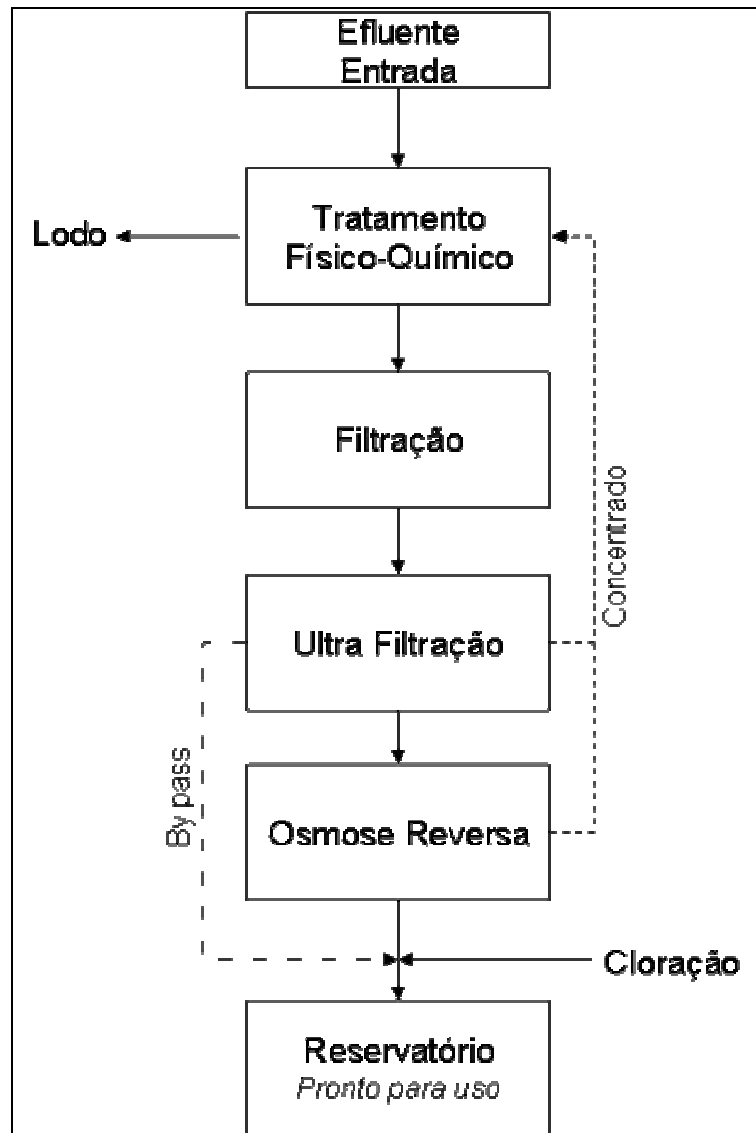 Efluente
Entrada
Tratamento
Físico-Químico
Lodo
Filtração
Concentrado
Ultra Filtração
By pass
Osmose Reversa
Cloração
Reservatório
Pronto para uso